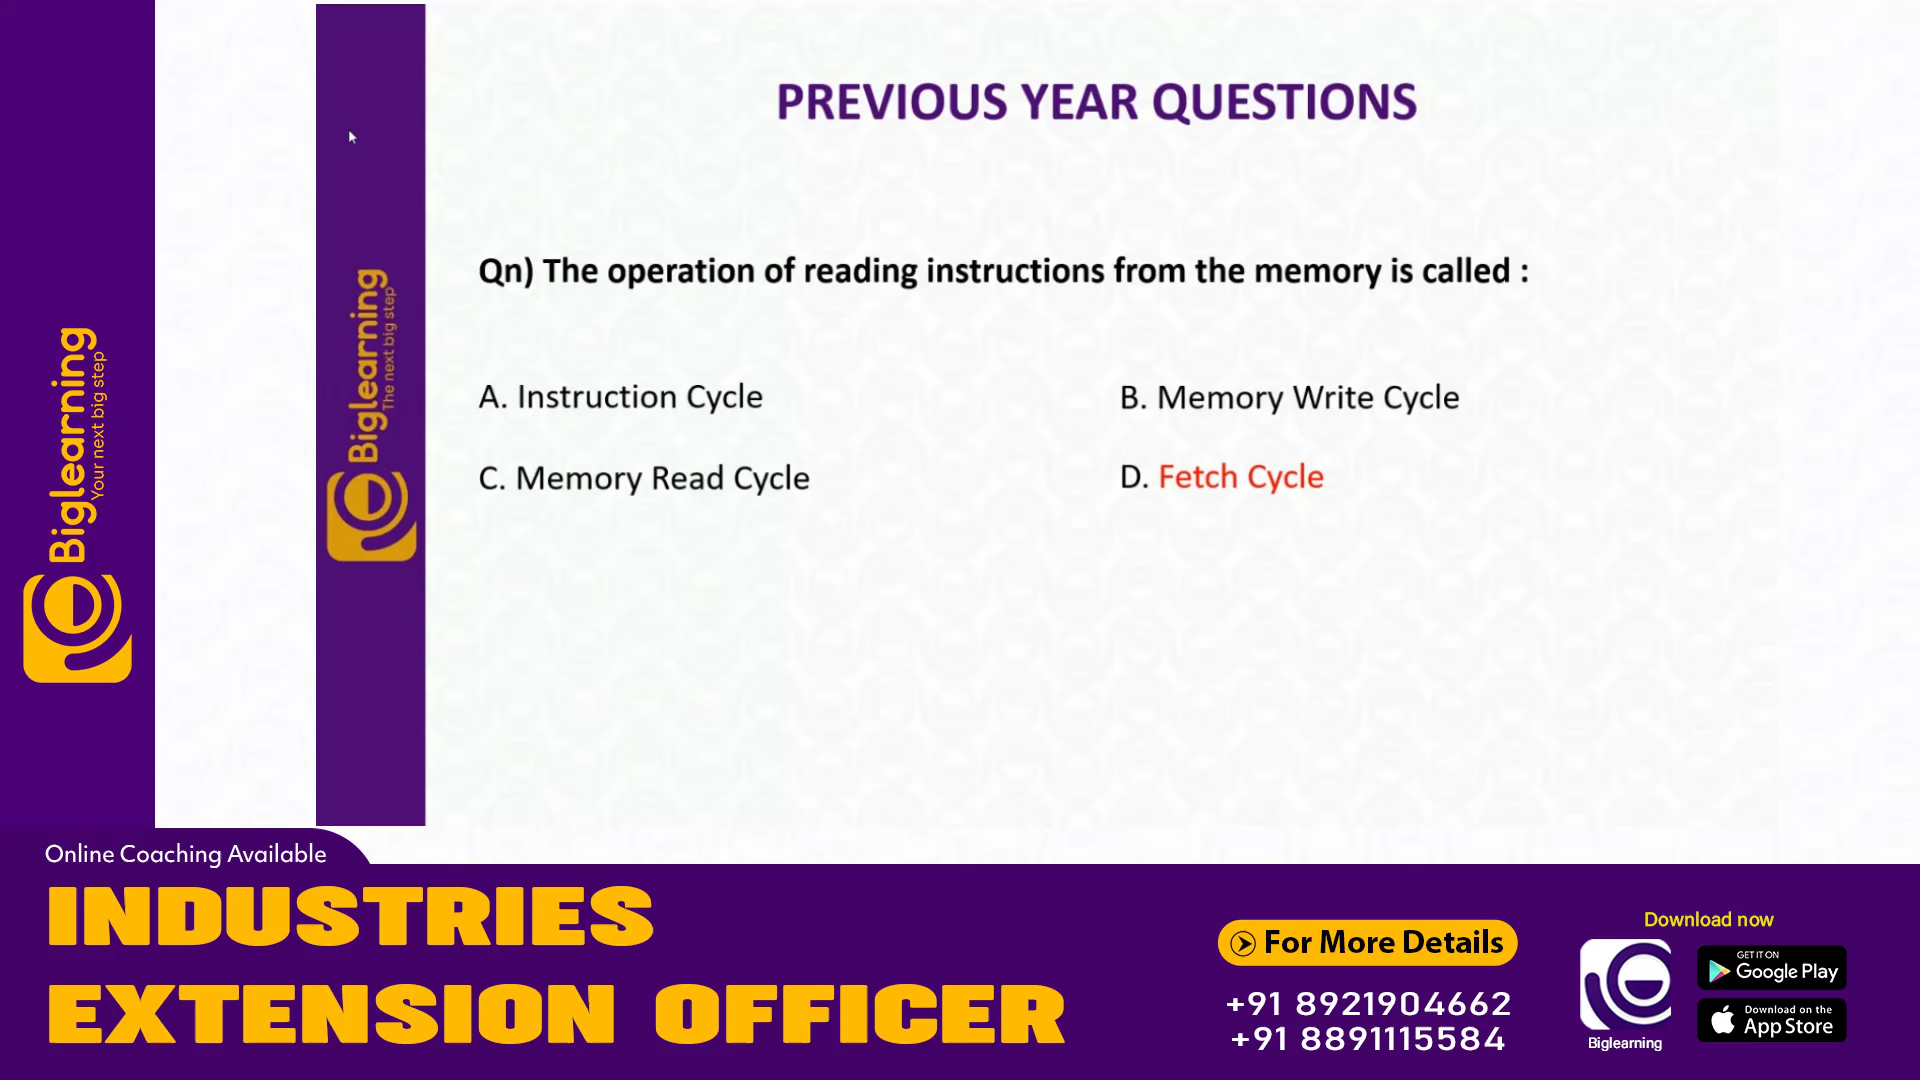 PREVIOUS YEAR QUESTIONS
Qn) The operation of reading instructions from the memory is called :
A. Instruction Cycle
B. Memory Write Cycle
C. Memory Read Cycle
D. Fetch Cycle
Biglearning
The next big step
Biglearning
Your next big step
Online Coaching Available
INDUSTRIES
EXTENSION OFFICER
For More Details
+91 8921904662
+91 8891115584
Download now
GET IT ON
Google Play
Download on the
App Store
Biglearning